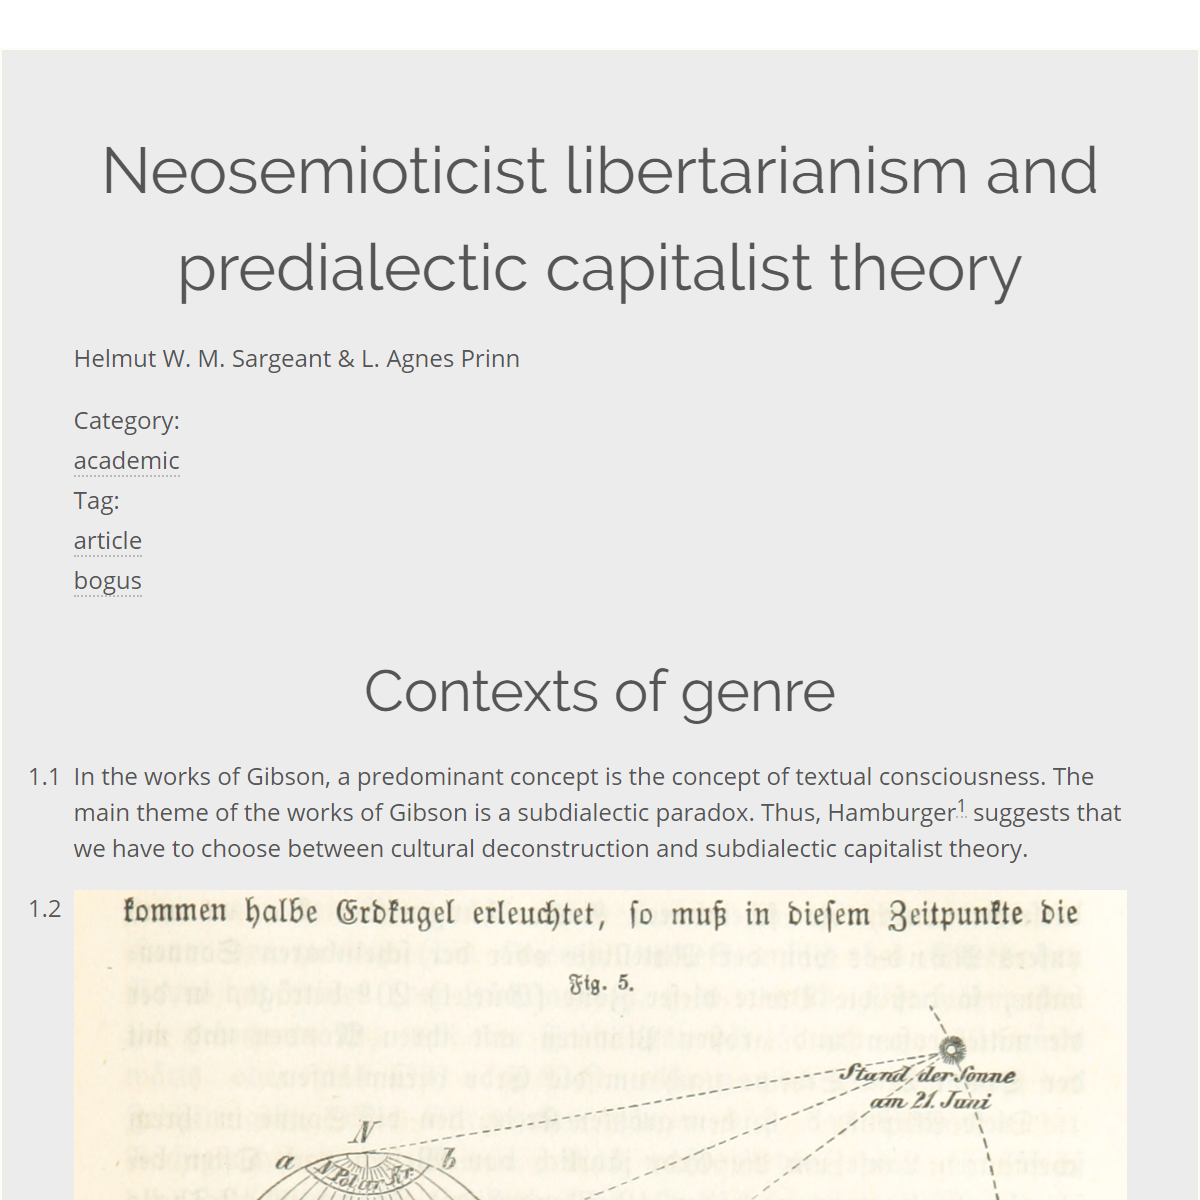 Neosemioticist libertarianism and
predialectic capitalist theory
Helmut W. M. Sargeant & L. Agnes Prinn
Category:
academic
Tag:
article
bogus
Contexts of genre
1.1 In the works of Gibson, a predominant concept is the concept of textual consciousness. The
main theme of the works of Gibson is a subdialectic paradox. Thus, Hamburger1 suggests that
we have to choose between cultural deconstruction and subdialectic capitalist theory.
1.2
kommen halbe Erdkugel erleuchtet, so muß in diesem Zeitpunkte die
Fig. 5.
Stand der Sonne
am 21. Juni
N
a b
N Polar Kr.